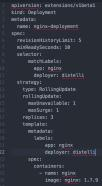 apiVersion: extensions/v1beta1
kind: Deployment
metadata:
  name: nginx-deployment
spec:
  revisionHistoryLimit: 5
  minReadySeconds: 10
  selector:
    matchLabels:
      app: nginx
      deployer: distelli
  strategy:
    type: RollingUpdate
    rollingUpdate:
      maxUnavailable: 1
      maxSurge: 1
  replicas: 3
  template:
    metadata:
      labels:
        app: nginx
22 deployer: distelli
    spec:
      containers:
      - name: nginx
        image: nginx:1.7.9